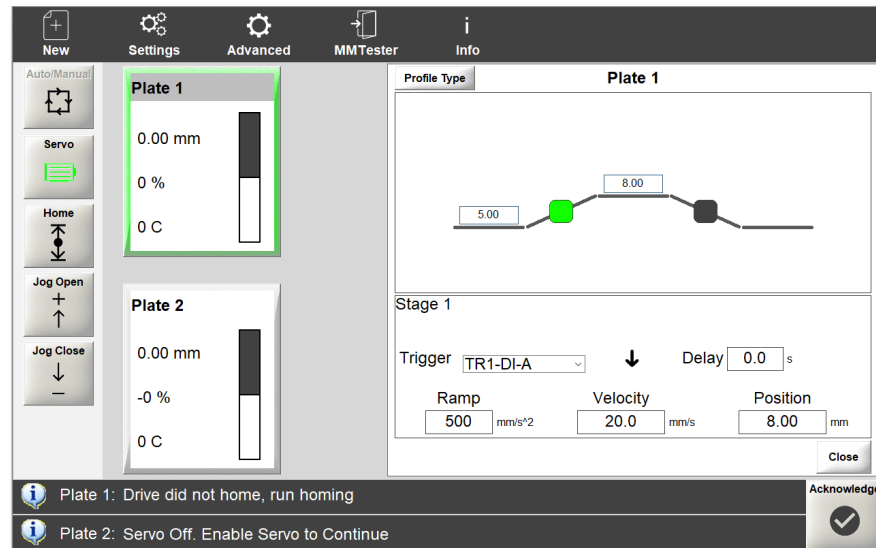 New Settings Advanced MMTester Info
Auto/Manual
Servo
Home
Jog Open
Jog Close
Plate 1
0.00 mm
0 %
0 C
Plate 2
0.00 mm
-0 %
0 C
Profile Type Plate 1
8.00
5.00
Stage 1
Trigger TR1-DI-A Delay 0.0 s
Ramp Velocity Position
500 mm/s^2 20.0 mm/s 8.00 mm
Close
Plate 1: Drive did not home, run homing
Plate 2: Servo Off. Enable Servo to Continue
Acknowledge